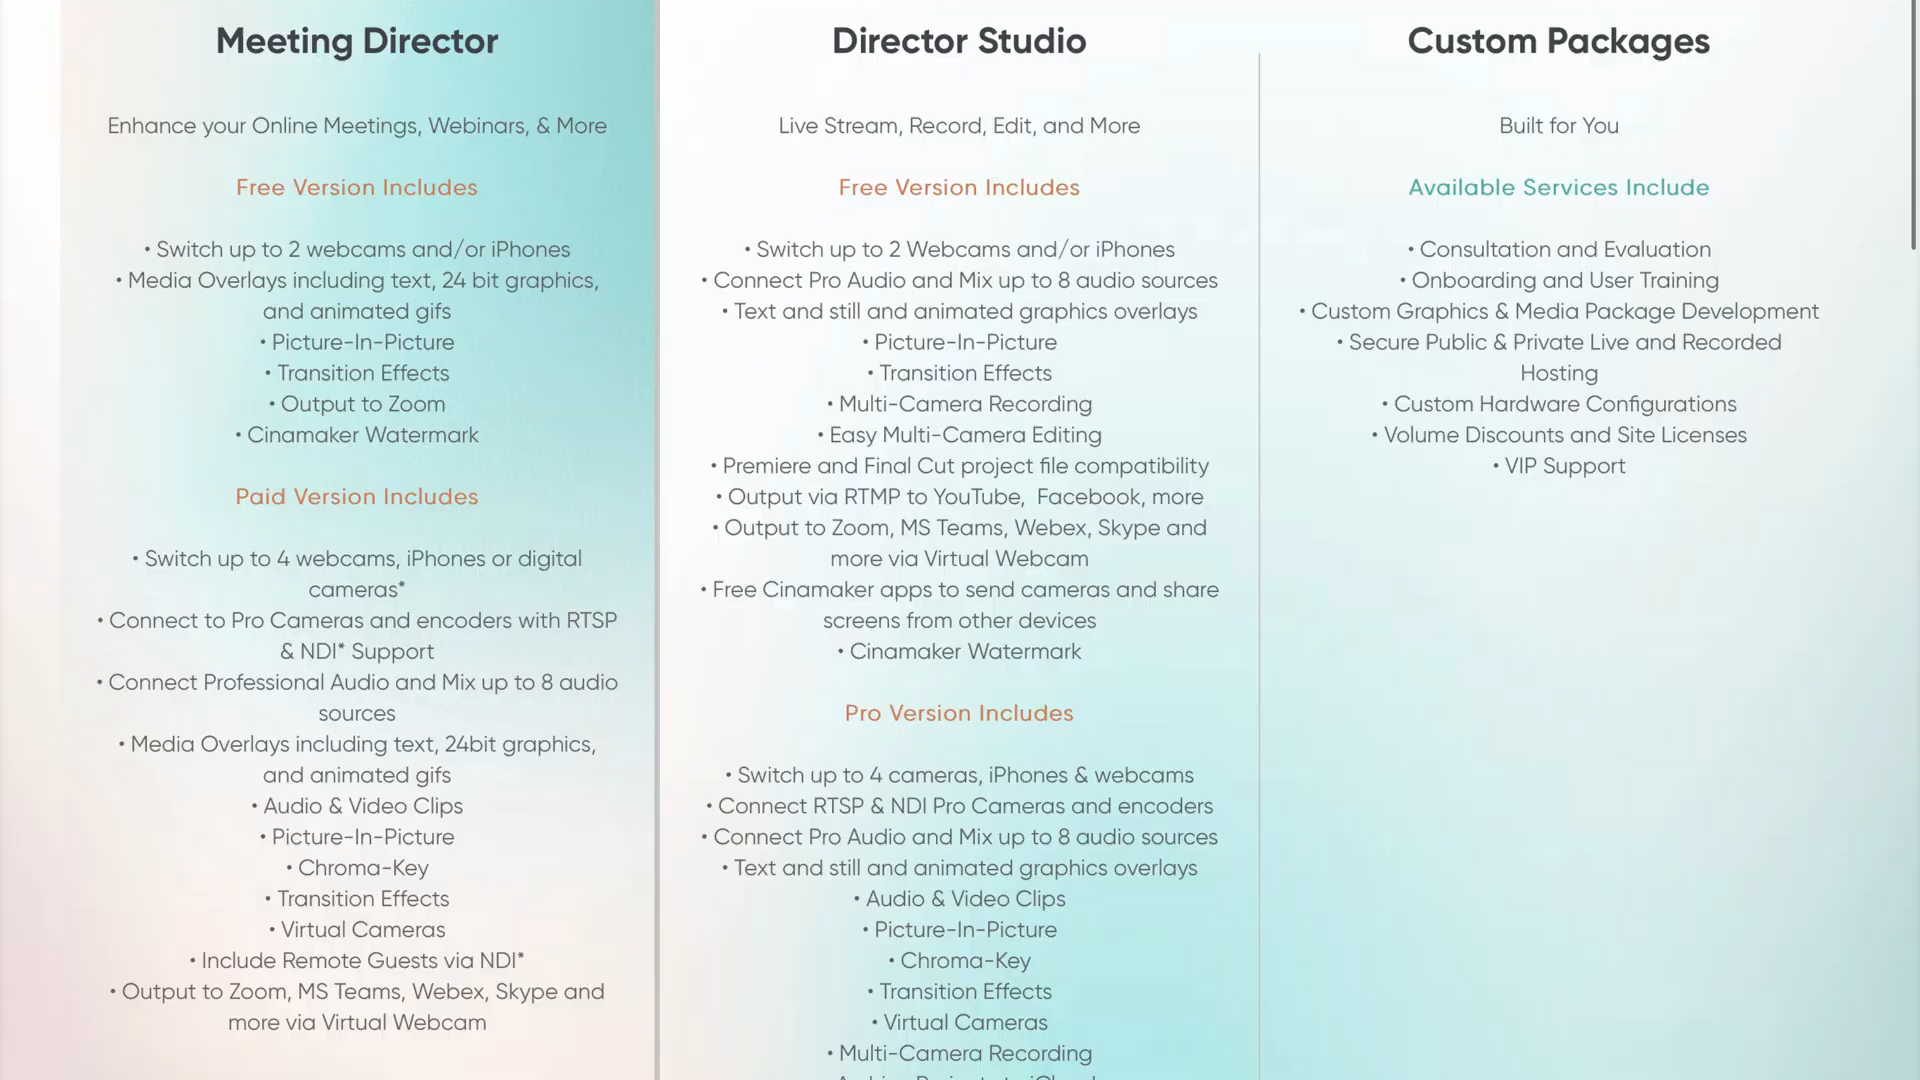 Meeting Director
Enhance your Online Meetings, Webinars, & More
Free Version Includes
• Switch up to 2 webcams and/or iPhones
• Media Overlays including text, 24 bit graphics,
and animated gifs
• Picture-In-Picture
• Transition Effects
• Output to Zoom
• Cinamaker Watermark
Paid Version Includes
• Switch up to 4 webcams, iPhones or digital
cameras*
• Connect to Pro Cameras and encoders with RTSP
& NDI* Support
• Connect Professional Audio and Mix up to 8 audio
sources
• Media Overlays including text, 24bit graphics,
and animated gifs
• Audio & Video Clips
• Picture-In-Picture
• Chroma-Key
• Transition Effects
• Virtual Cameras
• Include Remote Guests via NDI*
• Output to Zoom, MS Teams, Webex, Skype and
more via Virtual Webcam
Director Studio
Live Stream, Record, Edit, and More
Free Version Includes
• Switch up to 2 Webcams and/or iPhones
• Connect Pro Audio and Mix up to 8 audio sources
• Text and still and animated graphics overlays
• Picture-In-Picture
• Transition Effects
• Multi-Camera Recording
• Easy Multi-Camera Editing
• Premiere and Final Cut project file compatibility
• Output via RTMP to YouTube, Facebook, more
• Output to Zoom, MS Teams, Webex, Skype and
more via Virtual Webcam
• Free Cinamaker apps to send cameras and share
screens from other devices
• Cinamaker Watermark
Pro Version Includes
• Switch up to 4 cameras, iPhones & webcams
• Connect RTSP & NDI Pro Cameras and encoders
• Connect Pro Audio and Mix up to 8 audio sources
• Text and still and animated graphics overlays
• Audio & Video Clips
• Picture-In-Picture
• Chroma-Key
• Transition Effects
• Virtual Cameras
• Multi-Camera Recording
Custom Packages
Built for You
Available Services Include
• Consultation and Evaluation
• Onboarding and User Training
• Custom Graphics & Media Package Development
• Secure Public & Private Live and Recorded
Hosting
• Custom Hardware Configurations
• Volume Discounts and Site Licenses
• VIP Support